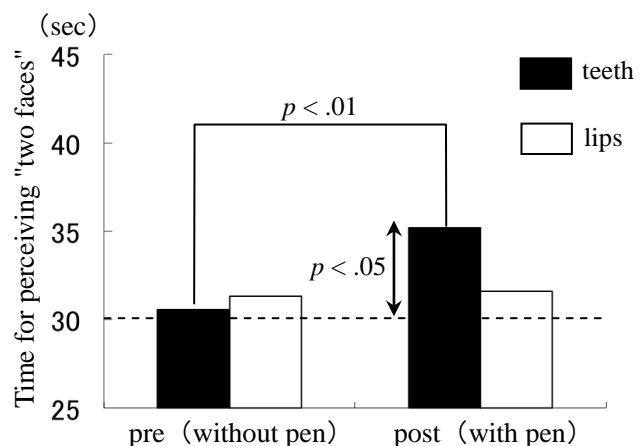 （sec）
45
40
35
30
25
Time for perceiving "two faces"
teeth
lips
p < .01
p < .05
pre（without pen）
post（with pen）